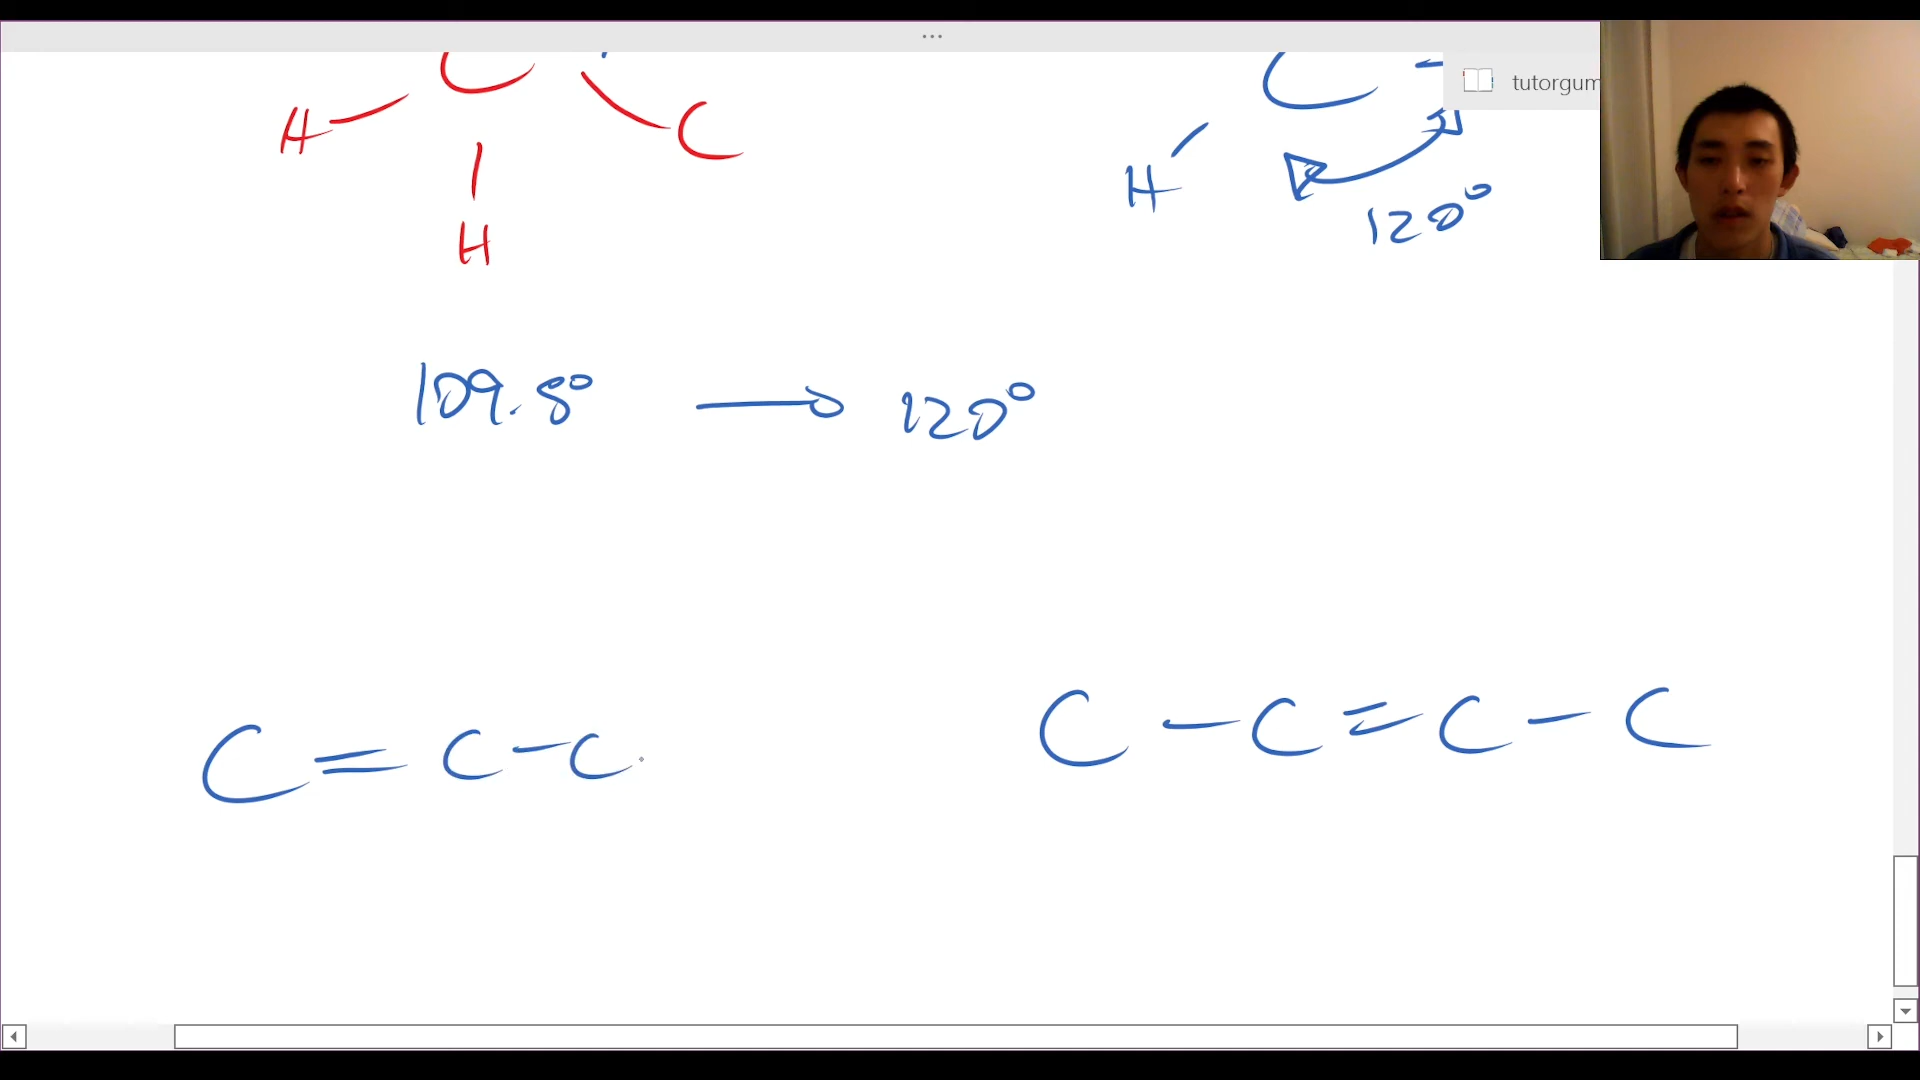 ...
tutorgum
C
C =
H
C
H
H
120°
109.8° → 120°
C = C - C
C - C = C - C